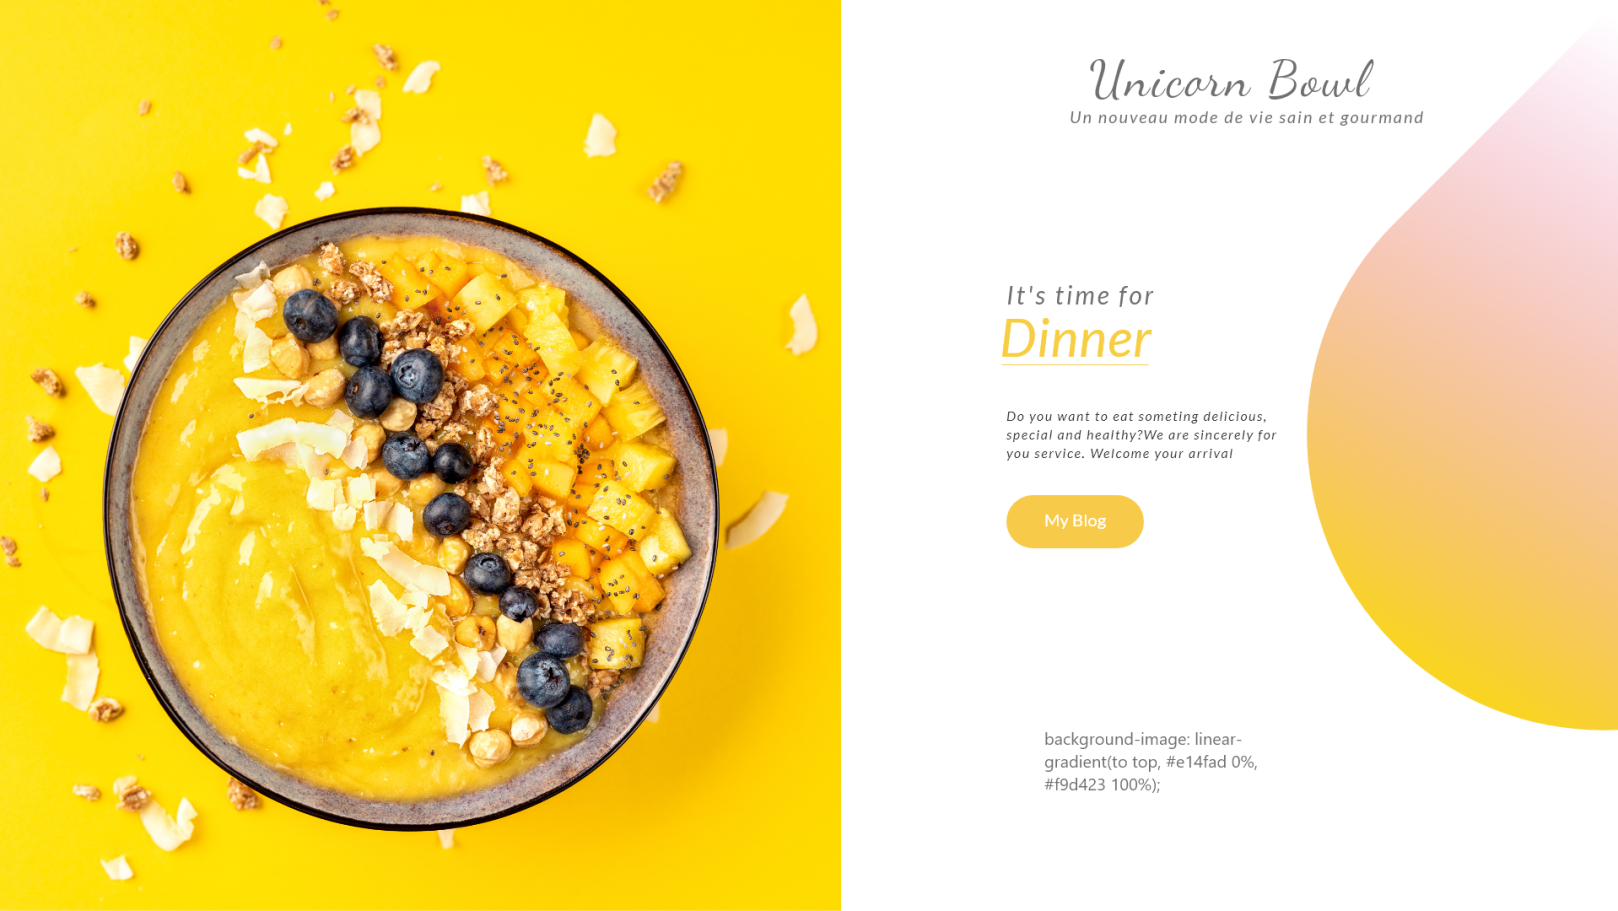 Unicorn Bowl
Un nouveau mode de vie sain et gourmand
It's time for
Dinner
Do you want to eat someting delicious,
special and healthy?We are sincerely for
you service. Welcome your arrival
My Blog
background-image: linear-
gradient(to top, #e14fad 0%,
#f9d423 100%);